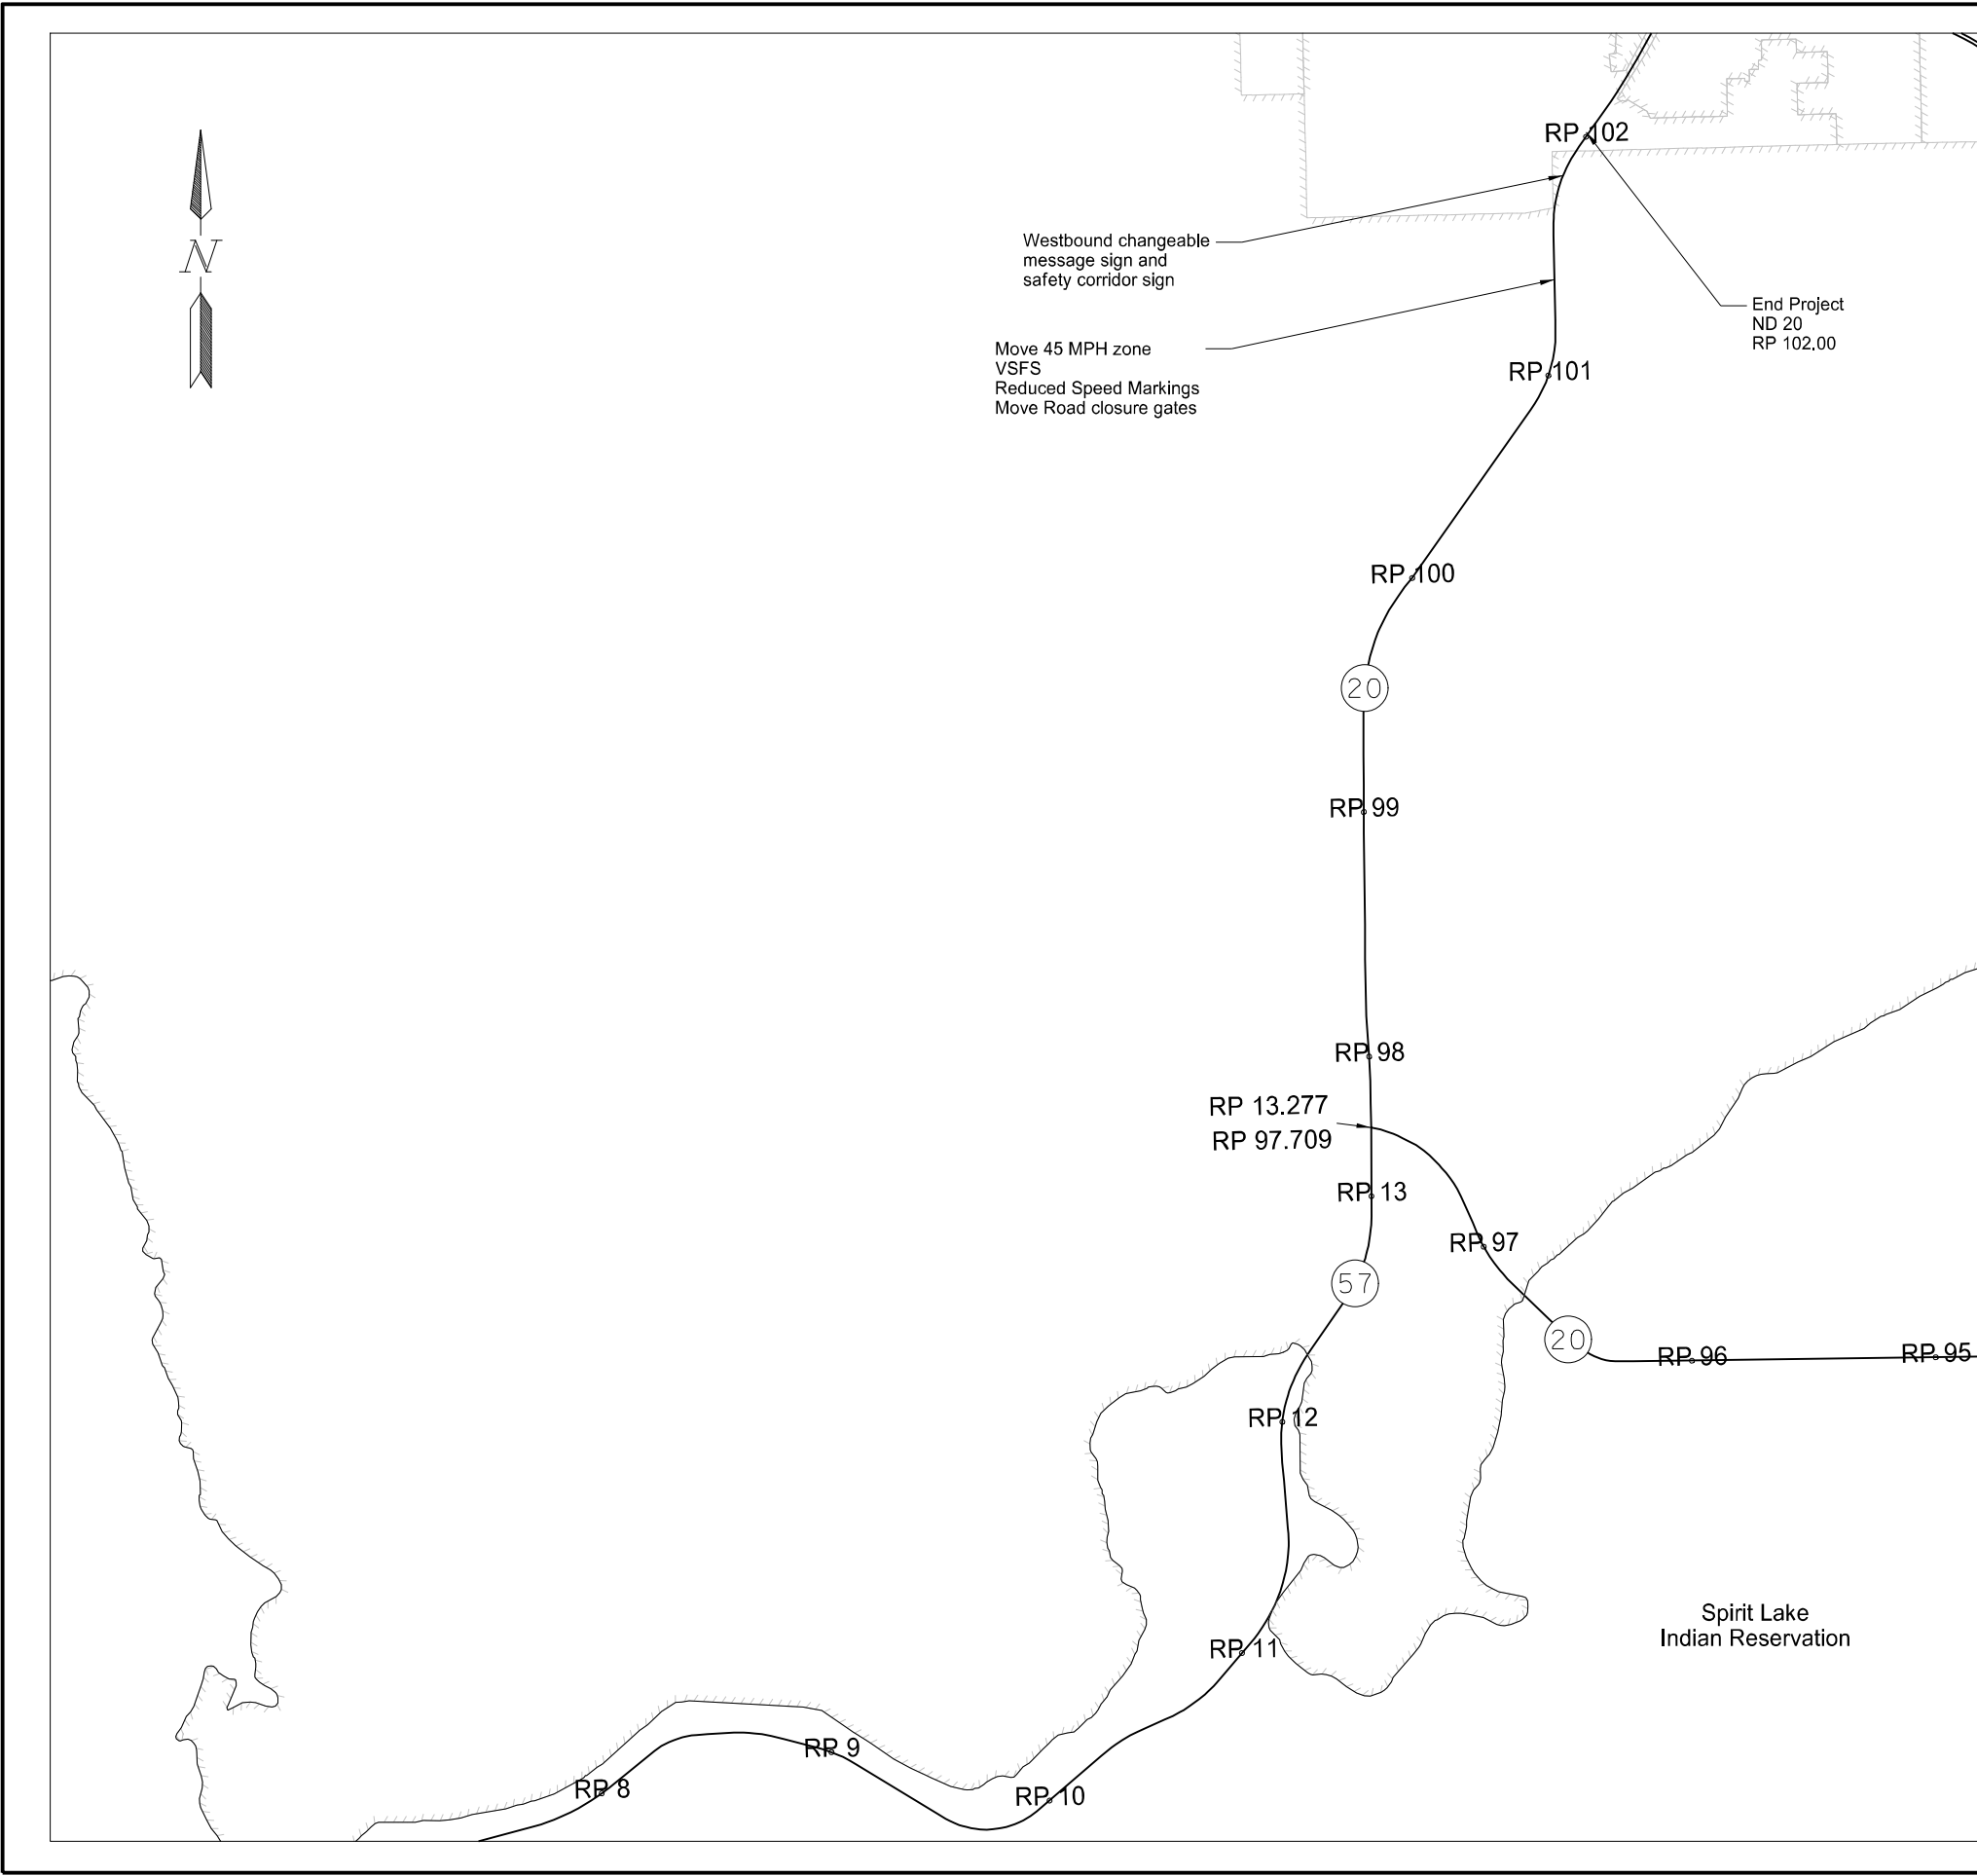 RP 102
N
Westbound changeable
message sign and
safety corridor sign
End Project
ND 20
RP 102.00
Move 45 MPH zone
VSFS
Reduced Speed Markings
Move Road closure gates
RP 101
RP 100
20
RP 99
RP 98
RP 13.277
RP 97.709
RP 13
RP 97
57
20
RP 96
RP 95
RP 12
Spirit Lake
Indian Reservation
RP 11
RP 9
RP 8
RP 10